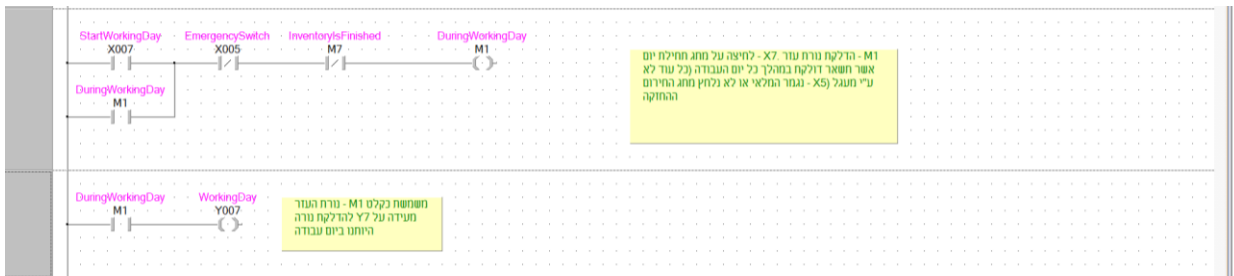 StartWorkingDay EmergencySwitch InventoryIsFinished DuringWorkingDay
X007 X005 M7 M1
DuringWorkingDay
M1
M1 - הדלקת נורת עזר .X7 - לחיצה על מתג תחילת יום
אשר תשאר דולקת במהלך כל יום העבודה (כל עוד לא
ע"י מעגל (X5 - נגמר המלאי או לא נלחץ מתג החירום
ההחזקה
DuringWorkingDay WorkingDay
M1 Y007
משמשת כקלט M1 - נורת העזר
מעידה על Y7 להדלקת נורה
היותנו ביום עבודה